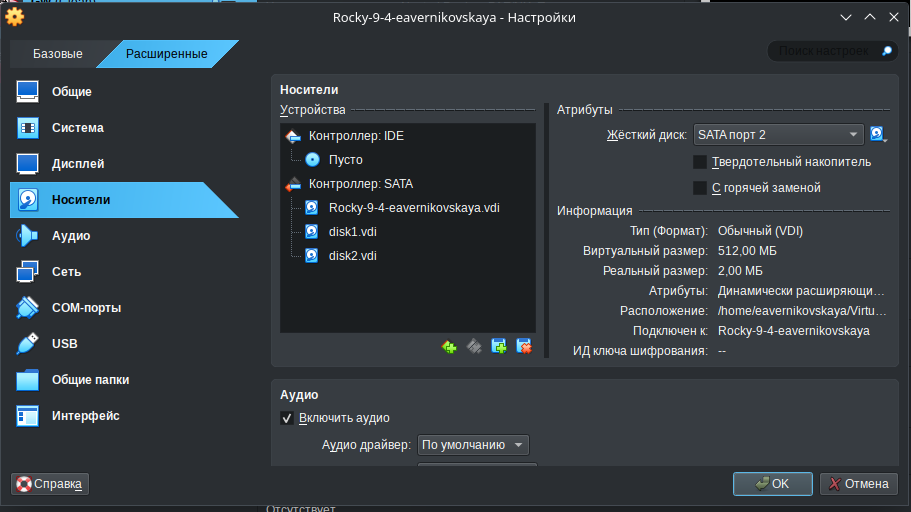 Rocky-9-4-eavernikovskaya - Настройки
Базовые
Расширенные
Поиск настроек
Общие
Система
Дисплей
Носители
Аудио
Сеть
COM-порты
USB
Общие папки
Интерфейс
Носители
Устройства
Контроллер: IDE
Пусто
Контроллер: SATA
Rocky-9-4-eavernikovskaya.vdi
disk1.vdi
disk2.vdi
Атрибуты
Жёсткий диск: SATA порт 2
Твердотельный накопитель
С горячей заменой
Информация
Тип (Формат): Обычный (VDI)
Виртуальный размер: 512,00 МБ
Реальный размер: 2,00 МБ
Атрибуты: Динамически расширяющи...
Расположение: /home/eavernikovskaya/Virtu...
Подключен к: Rocky-9-4-eavernikovskaya
ИД ключа шифрования: --
Аудио
Включить аудио
Аудио драйвер: По умолчанию
Справка
OK
Отмена
Отсутствует